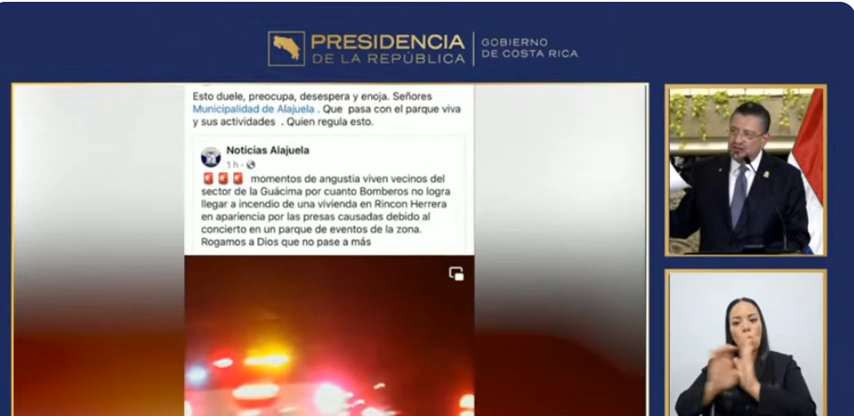 PRESIDENCIA
DE LA REPÚBLICA
GOBIERNO
DE COSTA RICA
Esto duele, preocupa, desespera y enoja. Señores
Municipalidad de Alajuela . Que pasa con el parque viva
y sus actividades . Quien regula esto.
Noticias Alajuela
1 h ·
momentos de angustia viven vecinos del
sector de la Guácima por cuanto Bomberos no logra
llegar a incendio de una vivienda en Rincon Herrera
en apariencia por las presas causadas debido al
concierto en un parque de eventos de la zona.
Rogamos a Dios que no pase a más